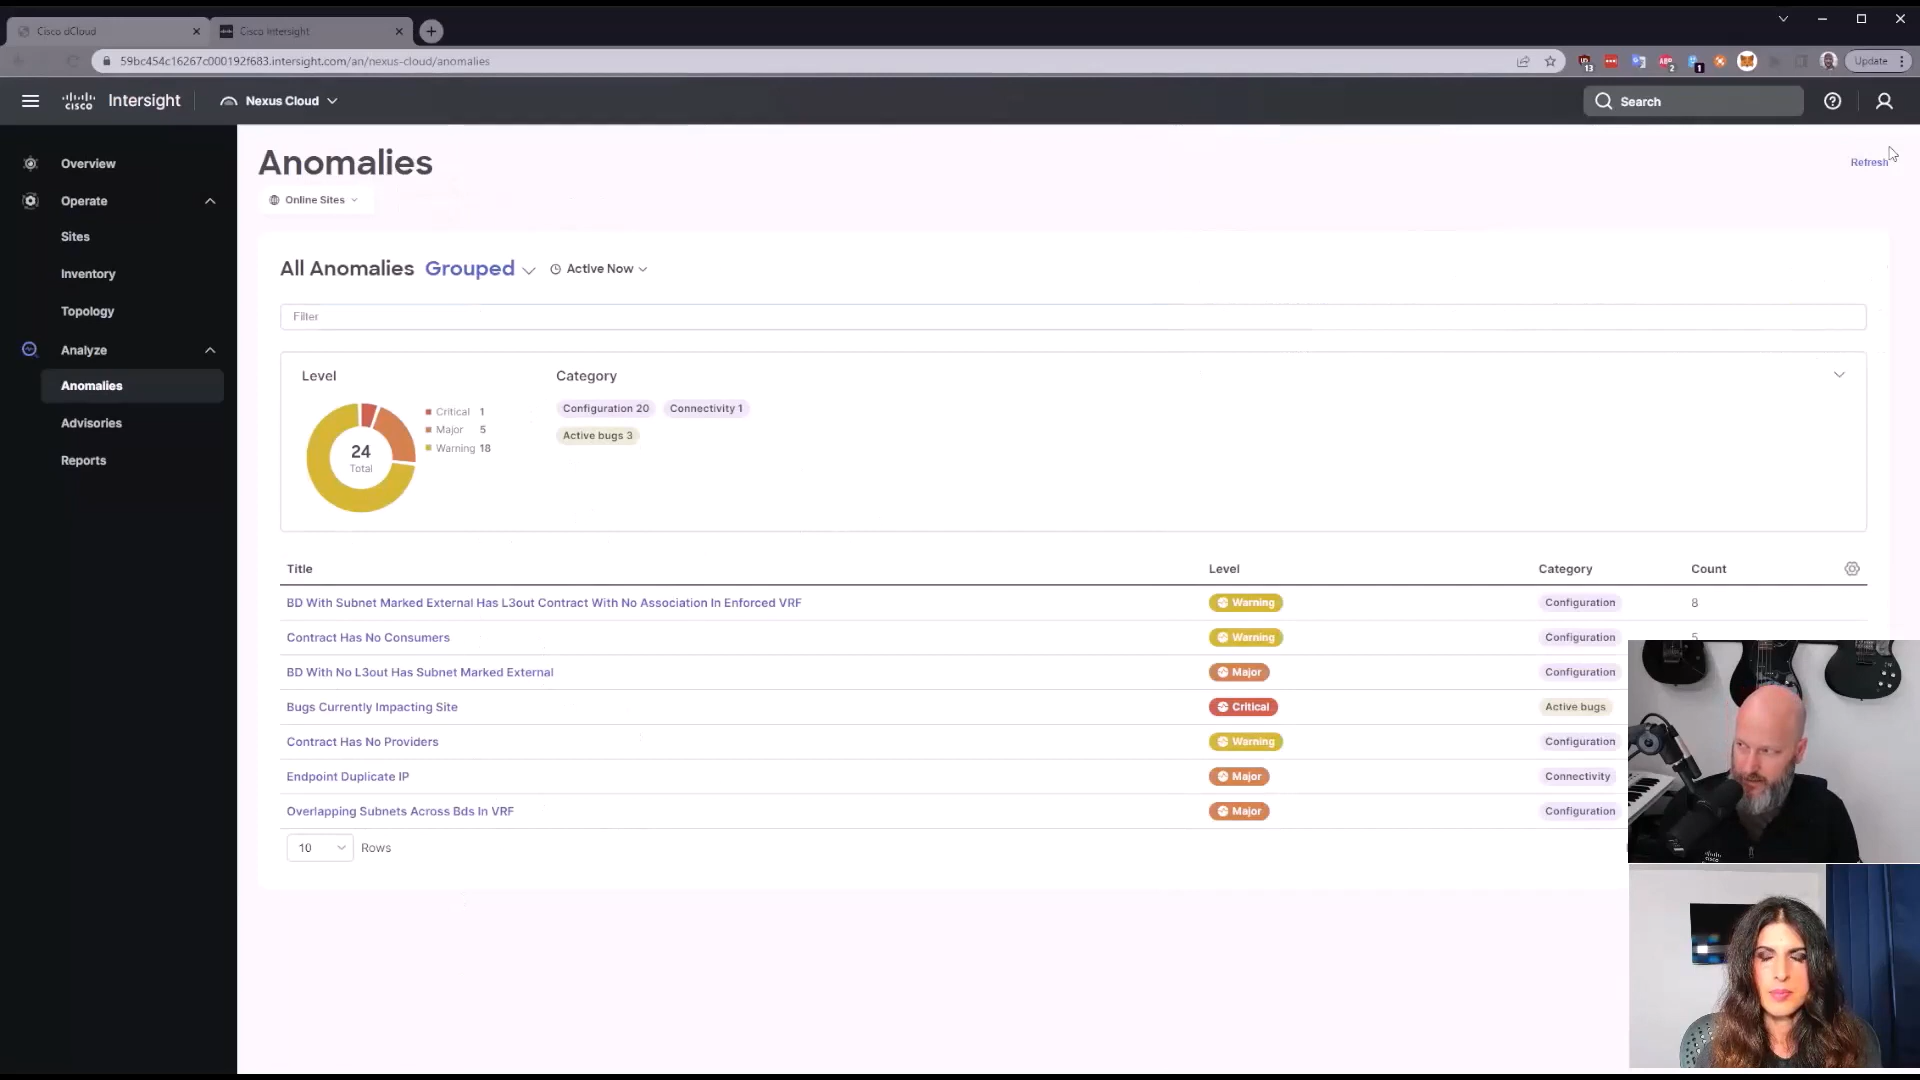 Cisco dCloud
Cisco Intersight
59bc454c16267c000192f683.intersight.com/an/nexus-cloud/anomalies
13
2
1
Update
CISCO Intersight
Nexus Cloud
Search
Overview
Operate
Sites
Inventory
Topology
Analyze
Anomalies
Advisories
Reports
Anomalies
Refresh
Online Sites
All Anomalies Grouped
Active Now
Filter
Level
Category
24
Total
Critical 1
Major 5
Warning 18
Configuration 20
Connectivity 1
Active bugs 3
Title Level Category Count
BD With Subnet Marked External Has L3out Contract With No Association In Enforced VRF Warning Configuration 8
Contract Has No Consumers Warning Configuration 5
BD With No L3out Has Subnet Marked External Major Configuration
Bugs Currently Impacting Site Critical Active bugs
Contract Has No Providers Warning Configuration
Endpoint Duplicate IP Major Connectivity
Overlapping Subnets Across Bds In VRF Major Configuration
10 Rows